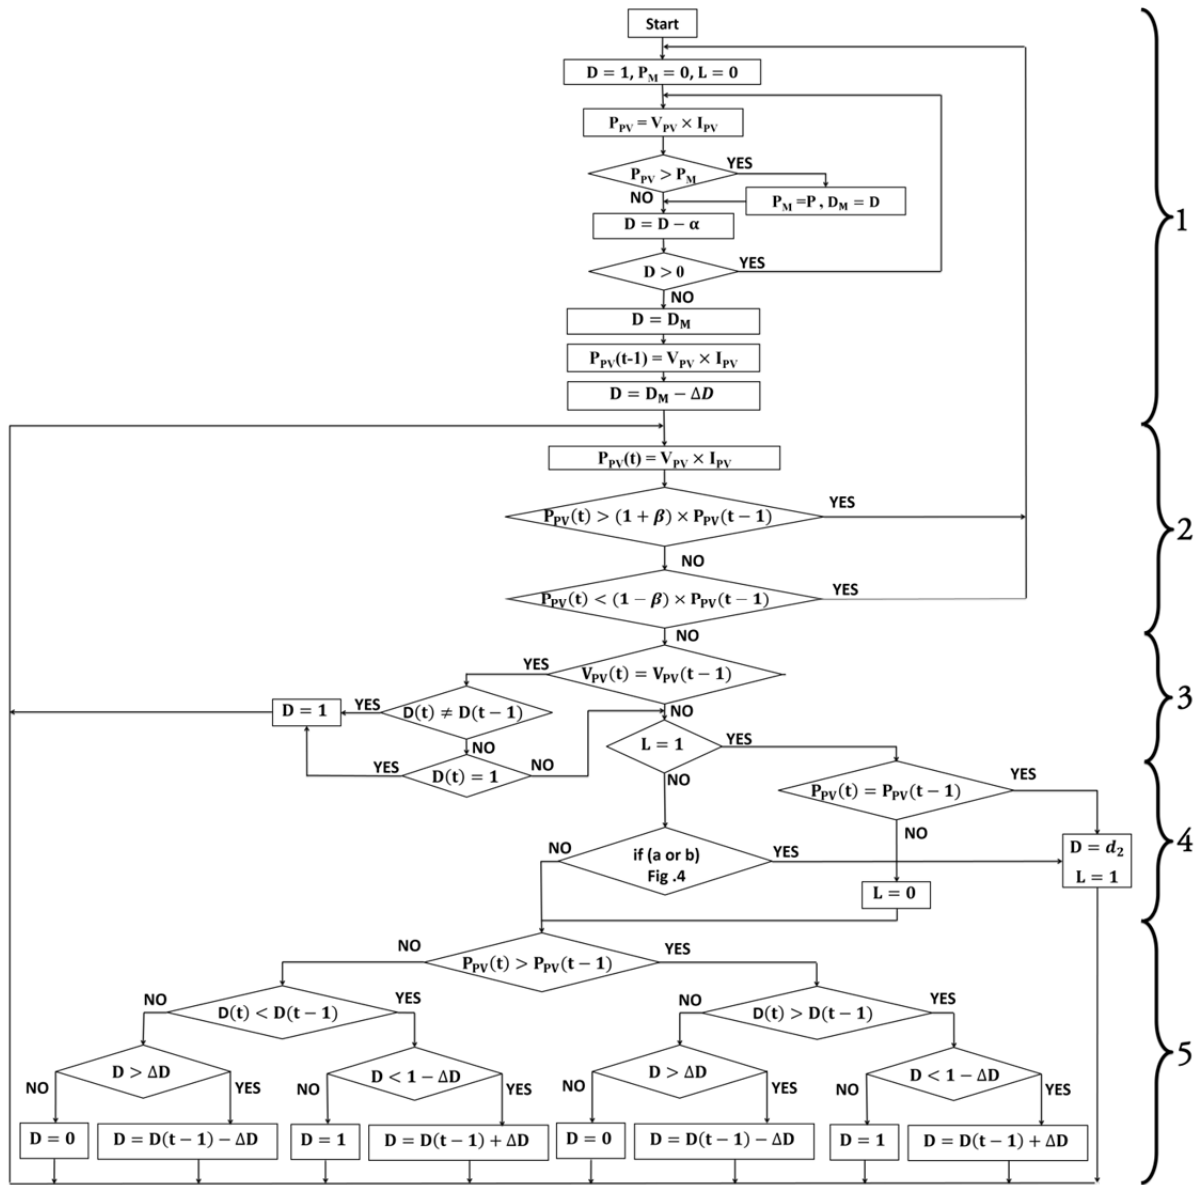 Start
D = 1, P_M = 0, L = 0
P_PV = V_PV × I_PV
P_PV > P_M
YES
NO
P_M =P , D_M = D
D = D − α
D > 0
YES
NO
D = D_M
P_PV(t-1) = V_PV × I_PV
D = D_M − ΔD
1
P_PV(t) = V_PV × I_PV
P_PV(t) > (1 + β) × P_PV(t − 1)
YES
NO
P_PV(t) < (1 − β) × P_PV(t − 1)
YES
NO
2
V_PV(t) = V_PV(t − 1)
YES
NO
D(t) ≠ D(t − 1)
YES
D = 1
NO
D(t) = 1
YES
NO
L = 1
YES
NO
3
P_PV(t) = P_PV(t − 1)
YES
NO
D = d₂
L = 1
if (a or b)
Fig .4
NO
YES
L = 0
4
P_PV(t) > P_PV(t − 1)
NO
YES
D(t) < D(t − 1)
NO
YES
D(t) > D(t − 1)
NO
YES
D > ΔD
NO
YES
D < 1 − ΔD
NO
YES
D > ΔD
NO
YES
D < 1 − ΔD
NO
YES
D = 0
D = D(t − 1) − ΔD
D = 1
D = D(t − 1) + ΔD
D = 0
D = D(t − 1) − ΔD
D = 1
D = D(t − 1) + ΔD
5